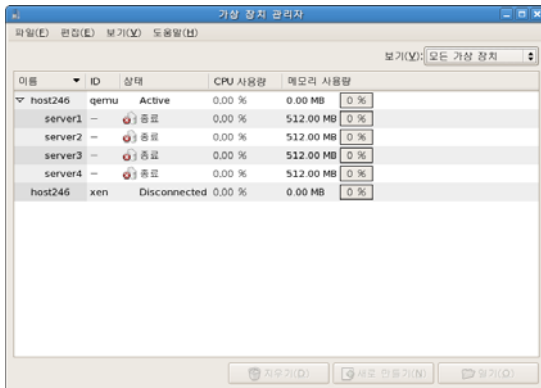 가상 장치 관리자
파일(F) 편집(E) 보기(V) 도움말(H)
보기(V): 모든 가상 장치
이름 ID 상태 CPU 사용량 메모리 사용량
host246 qemu Active 0.00 % 0.00 MB 0 %
server1 – 종료 0.00 % 512.00 MB 0 %
server2 – 종료 0.00 % 512.00 MB 0 %
server3 – 종료 0.00 % 512.00 MB 0 %
server4 – 종료 0.00 % 512.00 MB 0 %
host246 xen Disconnected 0.00 % 0.00 MB 0 %
지우기(D) 새로 만들기(N) 열기(O)